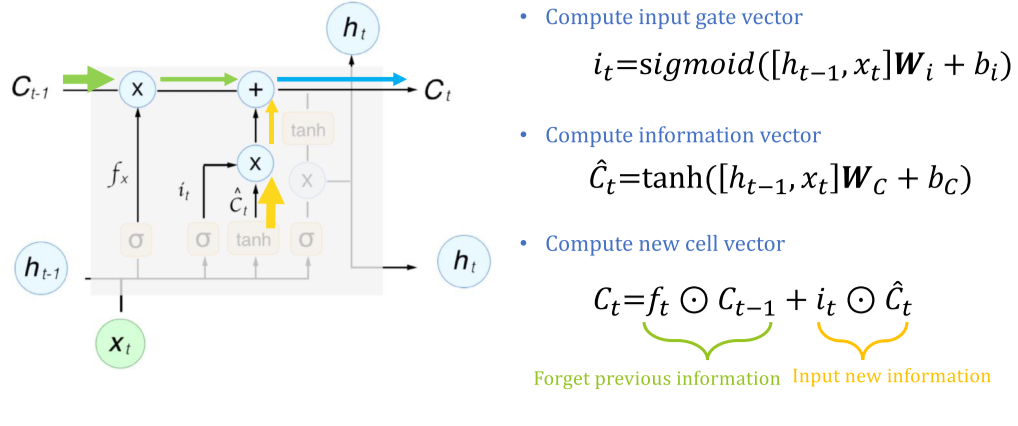 h_t
C_{t-1}
x
+
C_t
tanh
f_x
i_t
x
x
Ĉ_t
σ
σ
tanh
σ
h_{t-1}
h_t
x_t
• Compute input gate vector
i_t=sigmoid([h_{t−1}, x_t]W_i + b_i)
• Compute information vector
Ĉ_t=tanh([h_{t−1}, x_t]W_C + b_C)
• Compute new cell vector
C_t=f_t ⊙ C_{t−1} + i_t ⊙ Ĉ_t
Forget previous information
Input new information